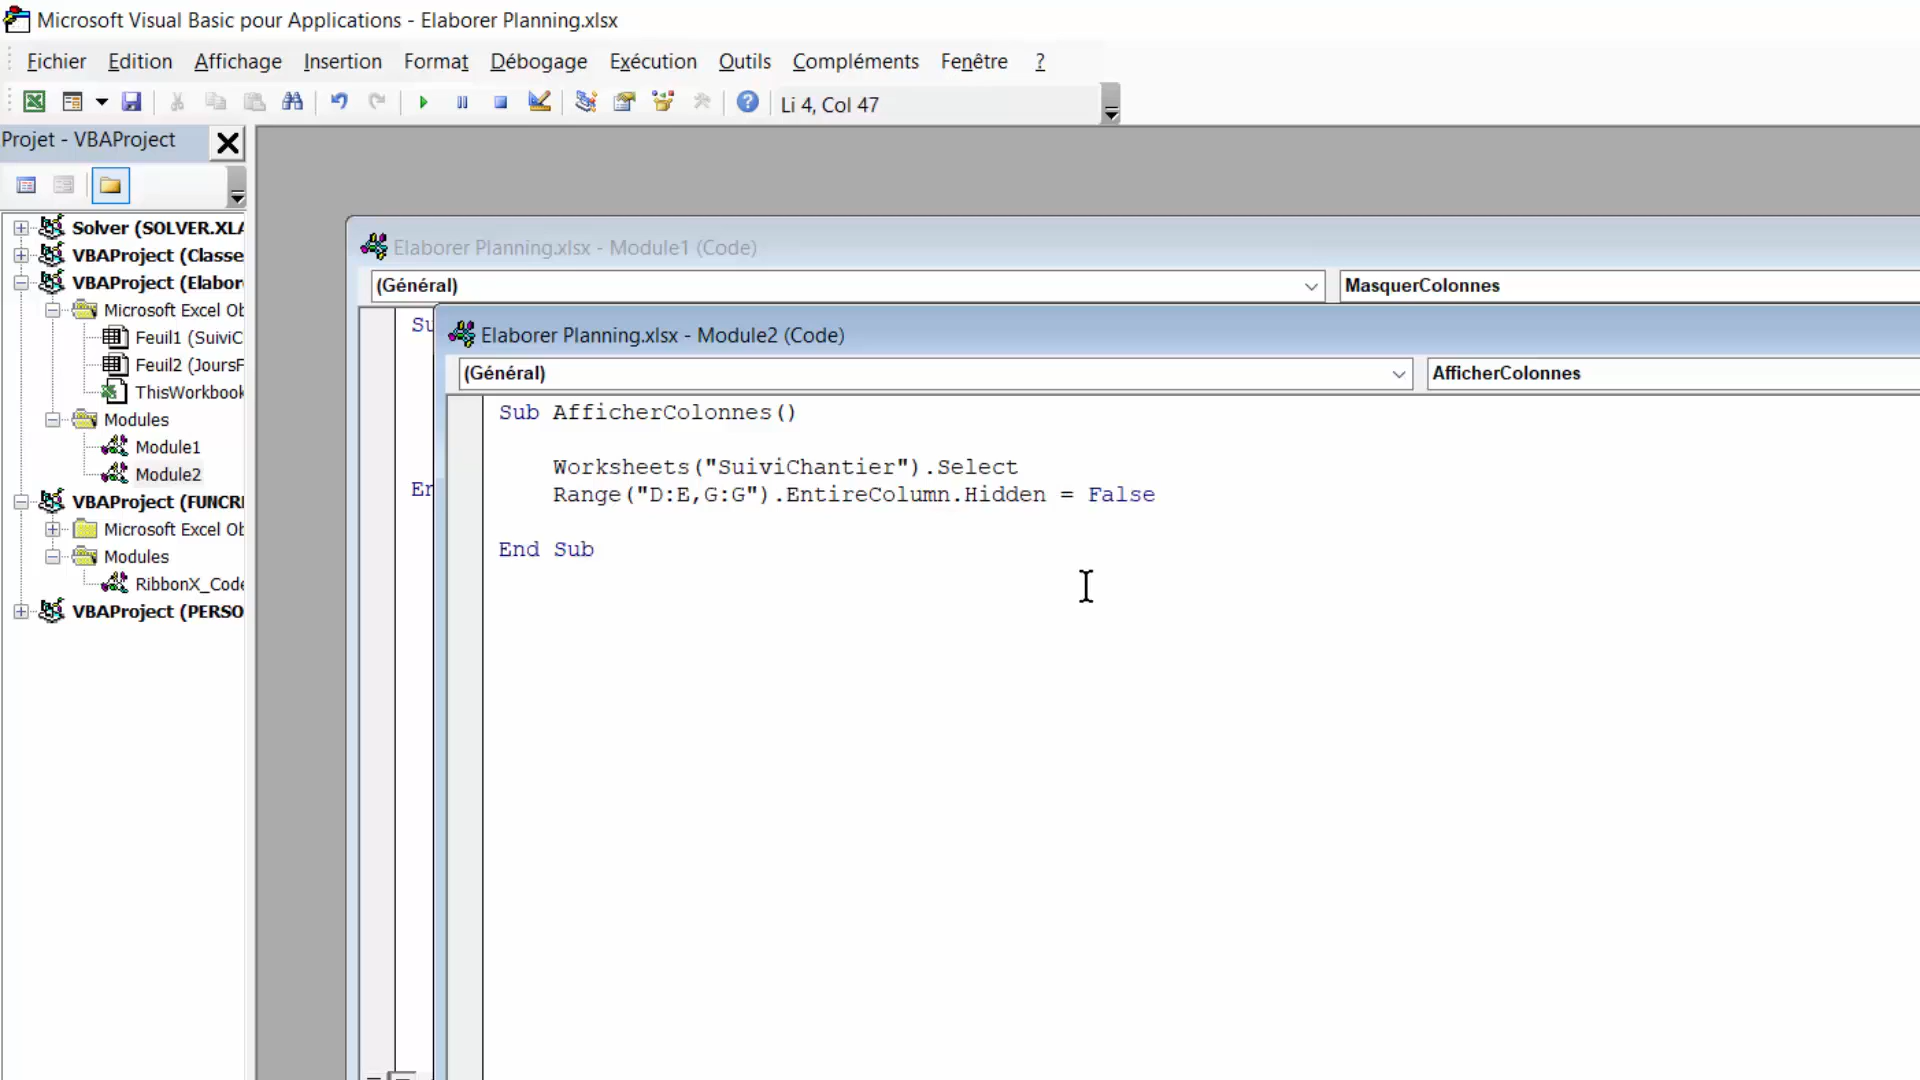 Microsoft Visual Basic pour Applications - Elaborer Planning.xlsx
Fichier Edition Affichage Insertion Format Débogage Exécution Outils Compléments Fenêtre ?
Li 4, Col 47
Projet - VBAProject
Solver (SOLVER.XLA
VBAProject (Classe
VBAProject (Elabor
Microsoft Excel Ob
Feuil1 (SuiviC
Feuil2 (JoursF
ThisWorkbook
Modules
Module1
Module2
VBAProject (FUNCRE
Microsoft Excel Ob
Modules
RibbonX_Code
VBAProject (PERSO
Elaborer Planning.xlsx - Module1 (Code)
(Général) MasquerColonnes
Su
En
Elaborer Planning.xlsx - Module2 (Code)
(Général) AfficherColonnes
Sub AfficherColonnes()
Worksheets("SuiviChantier").Select
Range("D:E,G:G").EntireColumn.Hidden = False
End Sub